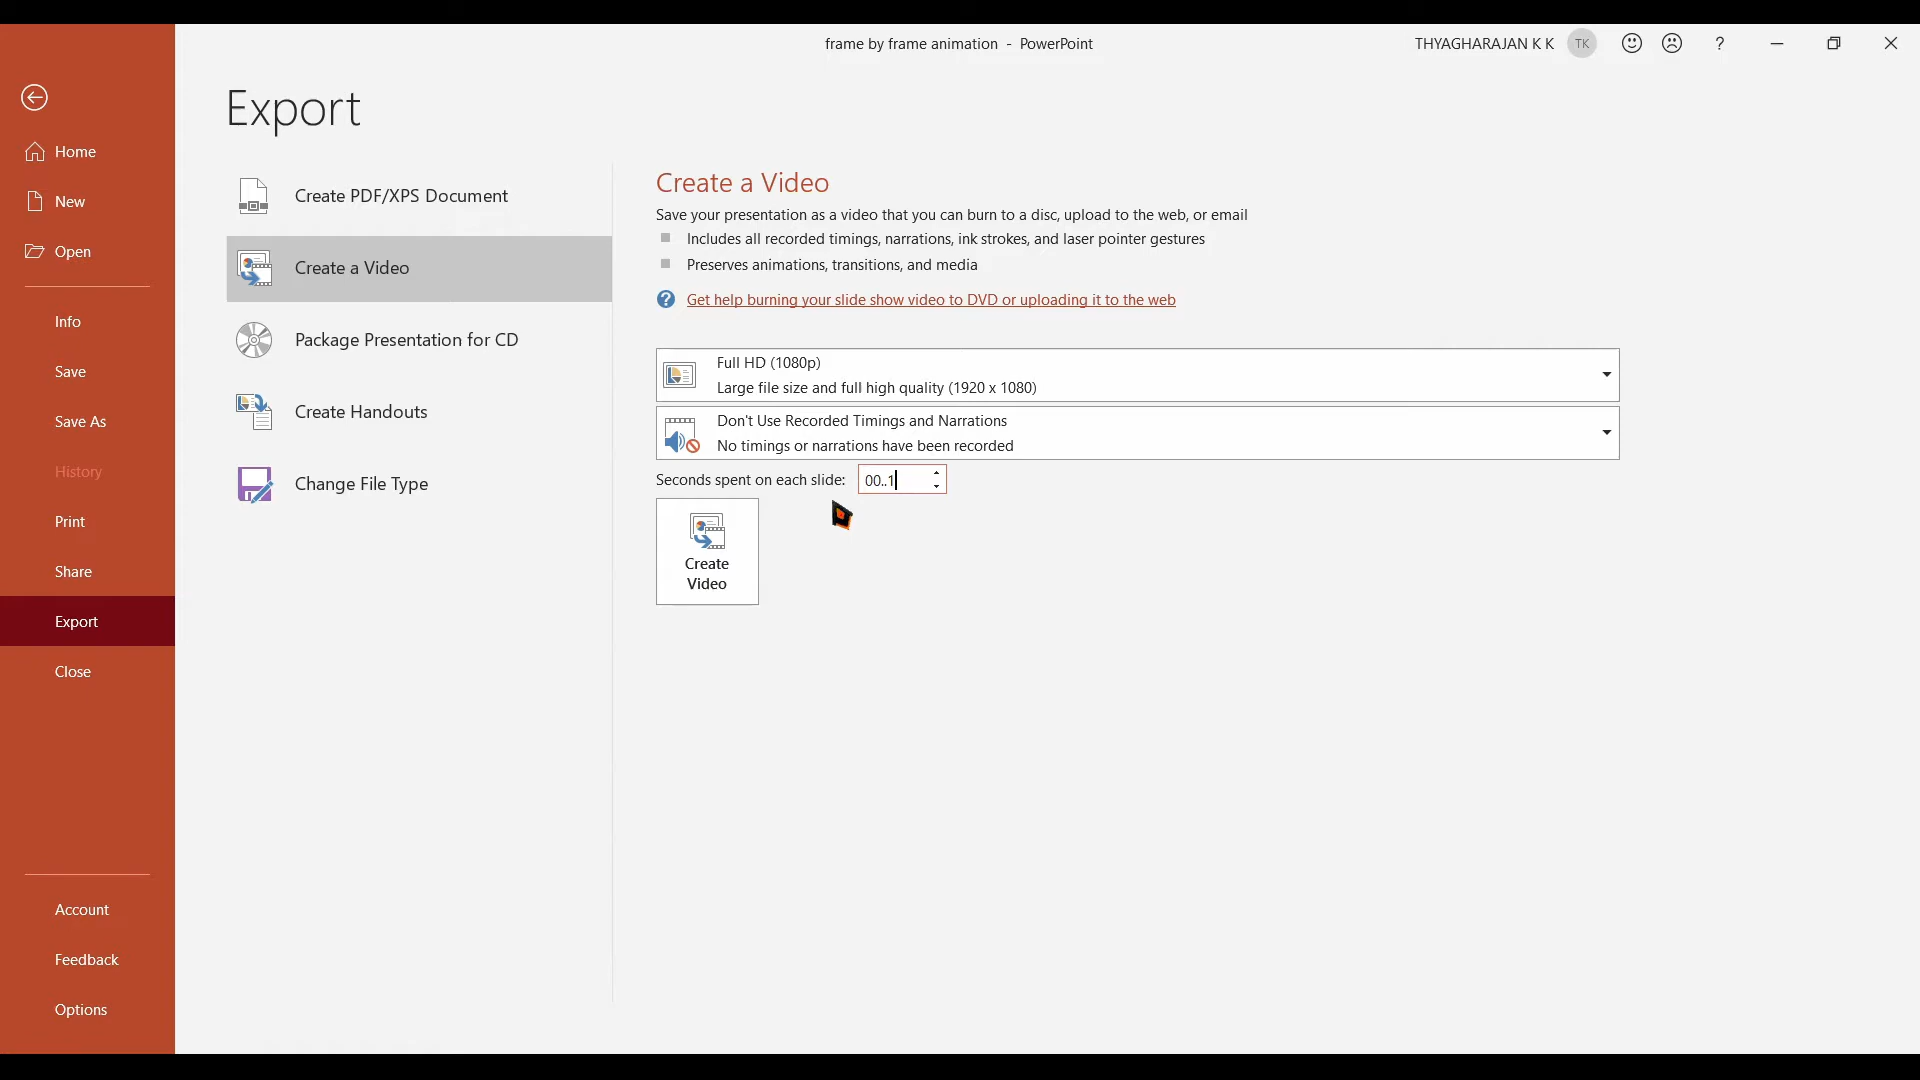 frame by frame animation - PowerPoint
THYAGHARAJAN K K TK ?
Export
Home
New
Open
Info
Save
Save As
History
Print
Share
Export
Close
Account
Feedback
Options
Create PDF/XPS Document
Create a Video
Package Presentation for CD
Create Handouts
Change File Type
Create a Video
Save your presentation as a video that you can burn to a disc, upload to the web, or email
Includes all recorded timings, narrations, ink strokes, and laser pointer gestures
Preserves animations, transitions, and media
? Get help burning your slide show video to DVD or uploading it to the web
Full HD (1080p)
Large file size and full high quality (1920 x 1080)
Don't Use Recorded Timings and Narrations
No timings or narrations have been recorded
Seconds spent on each slide: 00..1
Create
Video